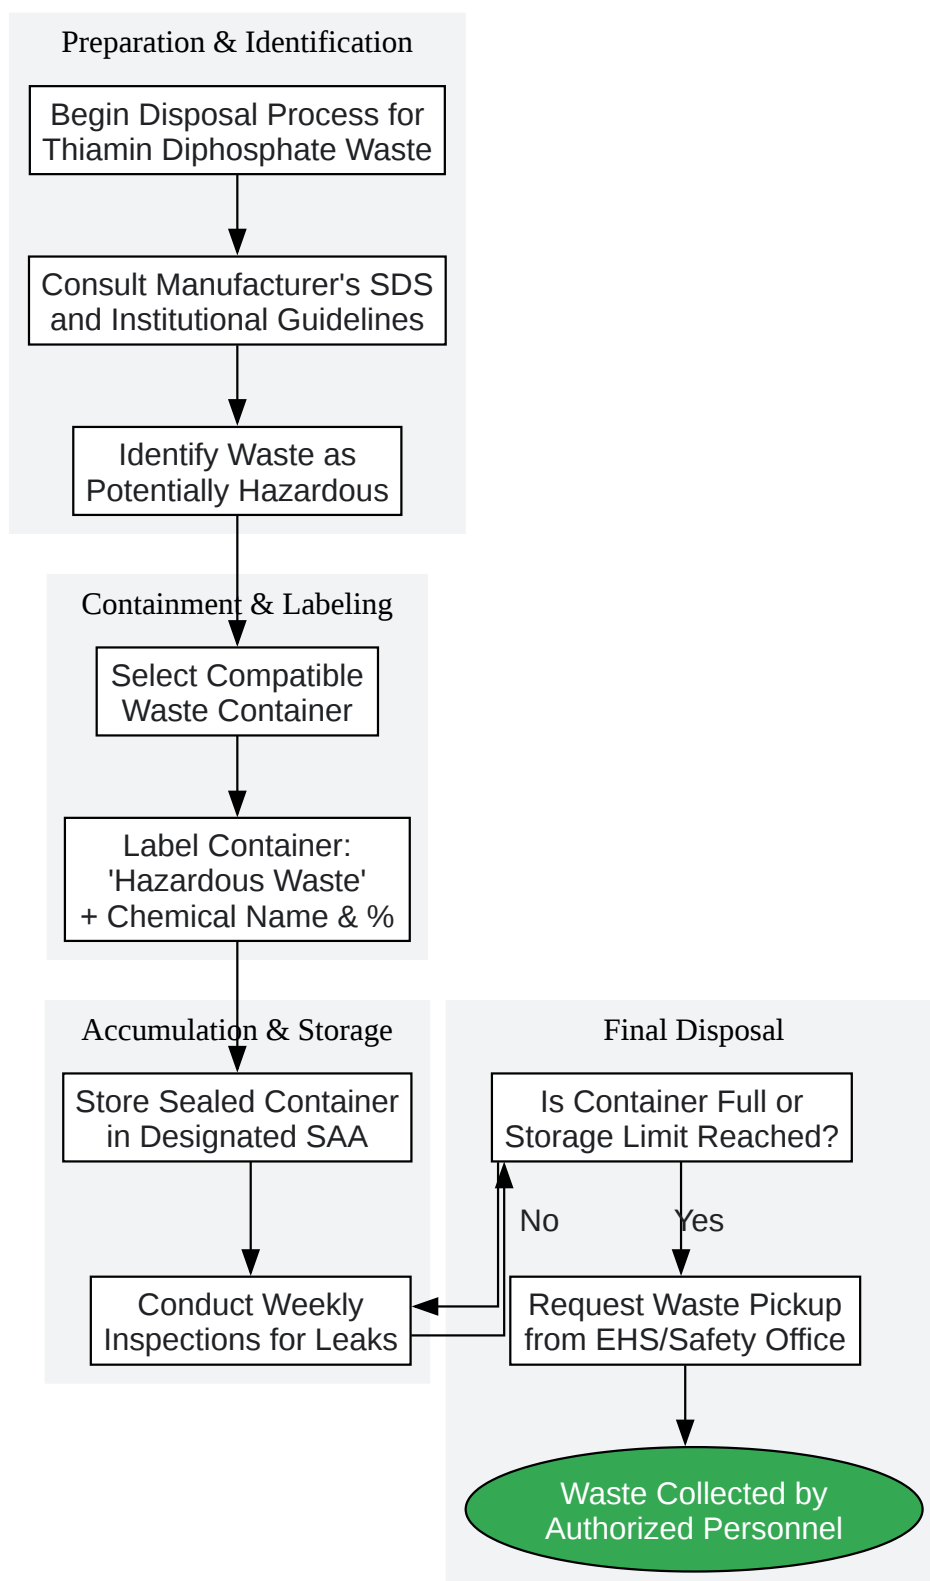 Preparation & Identification
Begin Disposal Process for
Thiamin Diphosphate Waste
Consult Manufacturer's SDS
and Institutional Guidelines
Identify Waste as
Potentially Hazardous
Containment & Labeling
Select Compatible
Waste Container
Label Container:
'Hazardous Waste'
+ Chemical Name & %
Accumulation & Storage
Store Sealed Container
in Designated SAA
Conduct Weekly
Inspections for Leaks
Final Disposal
Is Container Full or
Storage Limit Reached?
No
Yes
Request Waste Pickup
from EHS/Safety Office
Waste Collected by
Authorized Personnel